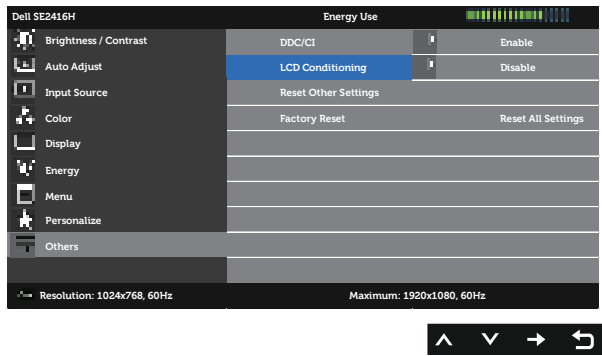 Dell SE2416H Energy Use
Brightness / Contrast DDC/CI Enable
Auto Adjust LCD Conditioning Disable
Input Source Reset Other Settings
Color Factory Reset Reset All Settings
Display
Energy
Menu
Personalize
Others
Resolution: 1024x768, 60Hz Maximum: 1920x1080, 60Hz